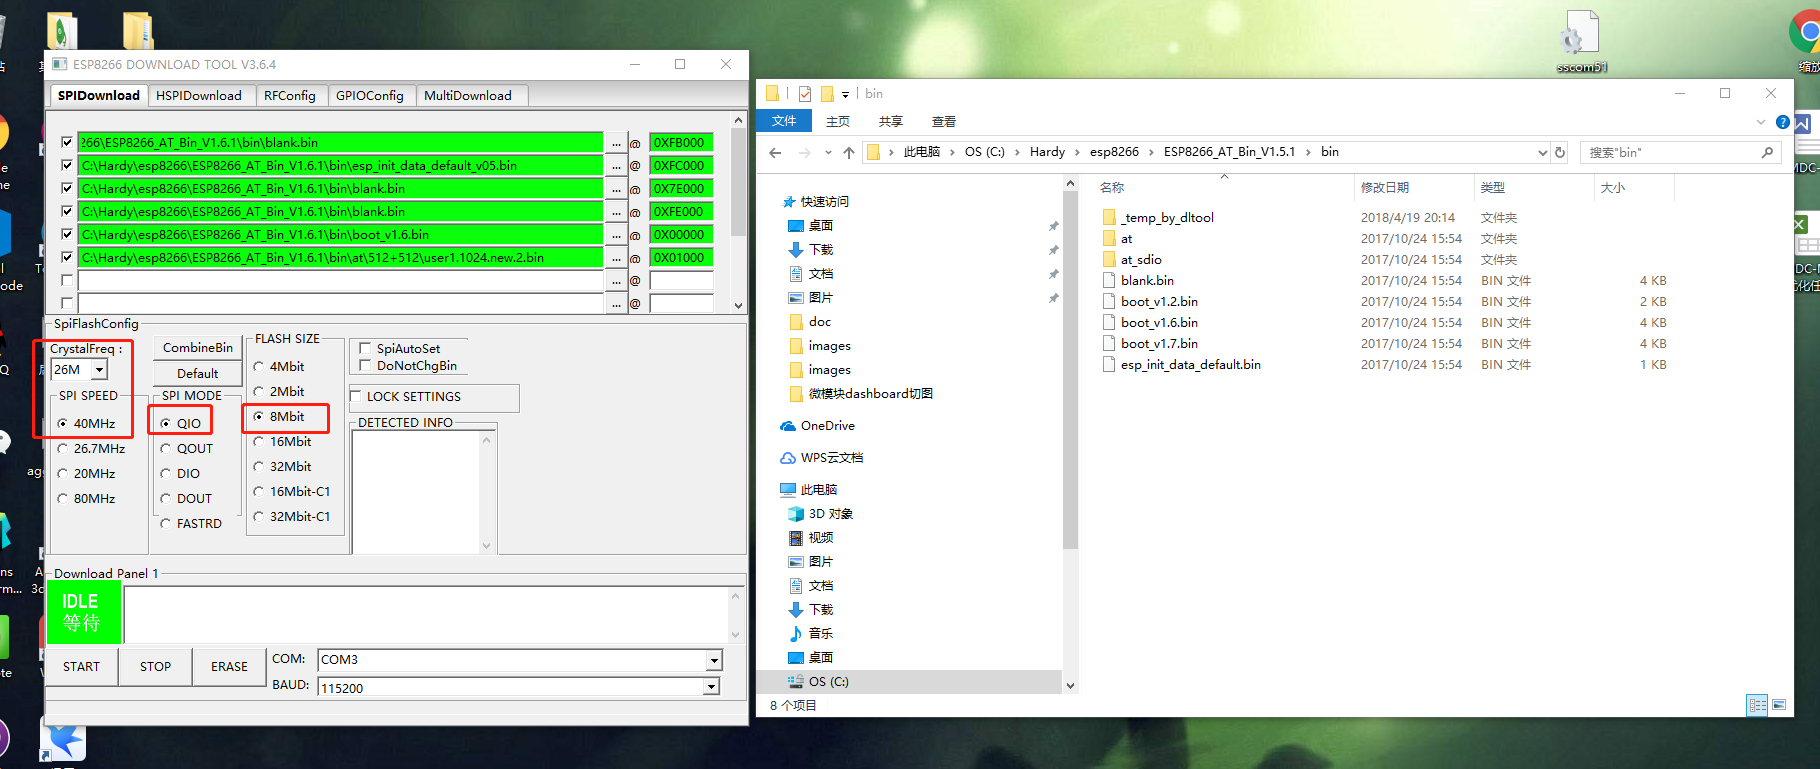 ESP8266 DOWNLOAD TOOL V3.6.4
SPIDownload
HSPIDownload
RFConfig
GPIOConfig
MultiDownload
266\ESP8266_AT_Bin_V1.6.1\bin\blank.bin ... @ 0XFB000
C:\Hardy\esp8266\ESP8266_AT_Bin_V1.6.1\bin\esp_init_data_default_v05.bin ... @ 0XFC000
C:\Hardy\esp8266\ESP8266_AT_Bin_V1.6.1\bin\blank.bin ... @ 0X7E000
C:\Hardy\esp8266\ESP8266_AT_Bin_V1.6.1\bin\blank.bin ... @ 0XFE000
C:\Hardy\esp8266\ESP8266_AT_Bin_V1.6.1\bin\boot_v1.6.bin ... @ 0X00000
C:\Hardy\esp8266\ESP8266_AT_Bin_V1.6.1\bin\at\512+512\user1.1024.new.2.bin ... @ 0X01000
... @
... @
SpiFlashConfig
CrystalFreq :
26M
SPI SPEED
40MHz
26.7MHz
20MHz
80MHz
CombineBin
Default
SPI MODE
QIO
QOUT
DIO
DOUT
FASTRD
FLASH SIZE
4Mbit
2Mbit
8Mbit
16Mbit
32Mbit
16Mbit-C1
32Mbit-C1
SpiAutoSet
DoNotChgBin
LOCK SETTINGS
DETECTED INFO
Download Panel 1
IDLE
等待
START
STOP
ERASE
COM: COM3
BAUD: 115200
bin
文件
主页
共享
查看
此电脑 OS (C:) Hardy esp8266 ESP8266_AT_Bin_V1.5.1 bin
搜索"bin"
快速访问
桌面
下载
文档
图片
doc
images
images
微模块dashboard切图
OneDrive
WPS云文档
此电脑
3D 对象
视频
图片
文档
下载
音乐
桌面
OS (C:)
名称 修改日期 类型 大小
_temp_by_dltool 2018/4/19 20:14 文件夹
at 2017/10/24 15:54 文件夹
at_sdio 2017/10/24 15:54 文件夹
blank.bin 2017/10/24 15:54 BIN 文件 4 KB
boot_v1.2.bin 2017/10/24 15:54 BIN 文件 2 KB
boot_v1.6.bin 2017/10/24 15:54 BIN 文件 4 KB
boot_v1.7.bin 2017/10/24 15:54 BIN 文件 4 KB
esp_init_data_default.bin 2017/10/24 15:54 BIN 文件 1 KB
8 个项目
sscom51
缩放